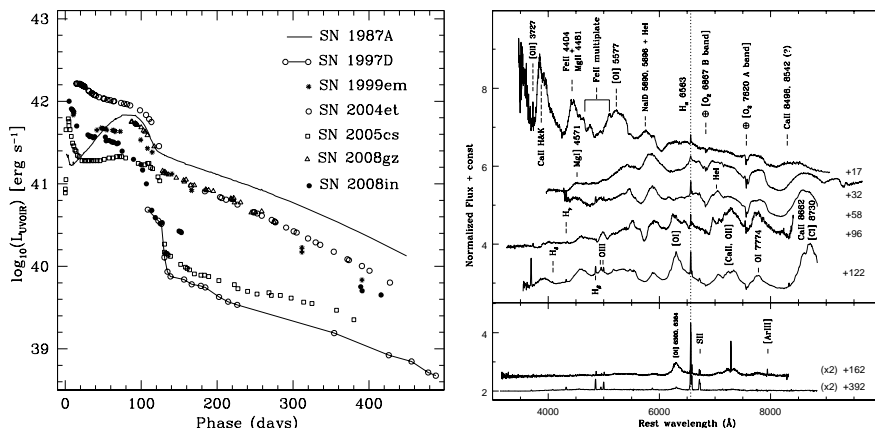 SN 1987A
SN 1997D
SN 1999em
SN 2004et
SN 2005cs
SN 2008gz
SN 2008in
43
42
41
40
39
0 100 200 300 400
Phase (days)
log₁₀(L_UVOIR) [erg s⁻¹]
[OII] 3727
CaII H&K
FeII 4404
+
MgII 4481
MgI] 4571
FeII multiplate
[OI] 5577
NaID 5890, 5896 + HeI
Hα 6563
⊕ [O₂ 6867 B band]
⊕ [O₂ 7620 A band]
CaII 8498, 8542 (?)
+17
HeI
+32
Hγ
+58
CaII 8662
[CI] 8730
+96
Hδ
OIII
[OI]
[CaII, OII]
OI 7774
Hβ
+122
8
6
4
Normalized Flux + const
[OI] 6300, 6364
SII
[ArIII]
(x2) +162
(x2) +392
4
2
4000 6000 8000
Rest wavelength (Å)